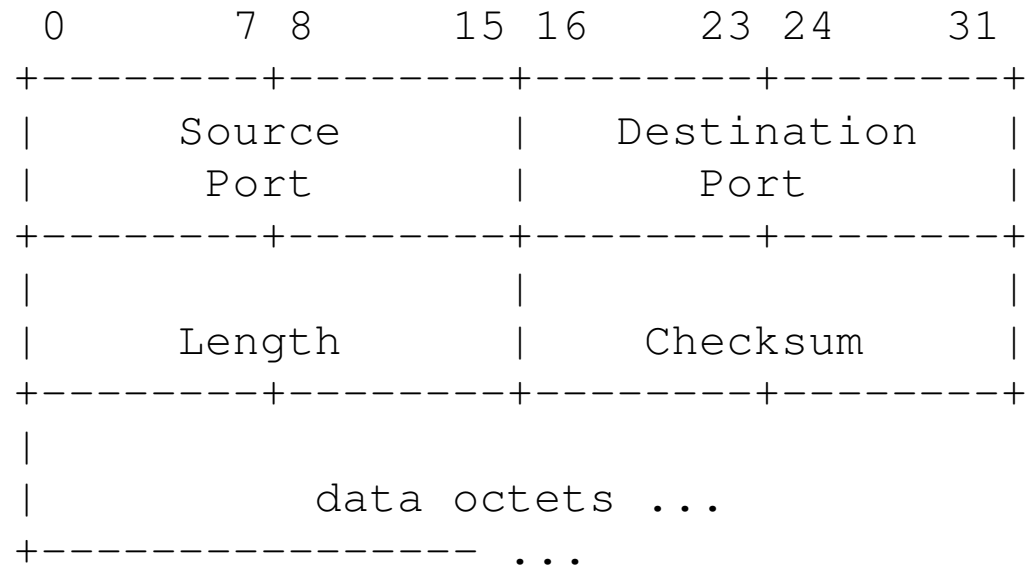 0      7 8     15 16    23 24    31
+--------+--------+--------+--------+
|     Source      |   Destination   |
|      Port       |      Port       |
+--------+--------+--------+--------+
|                 |                 |
|     Length      |    Checksum     |
+--------+--------+--------+--------+
|
|          data octets ...
+---------------- ...